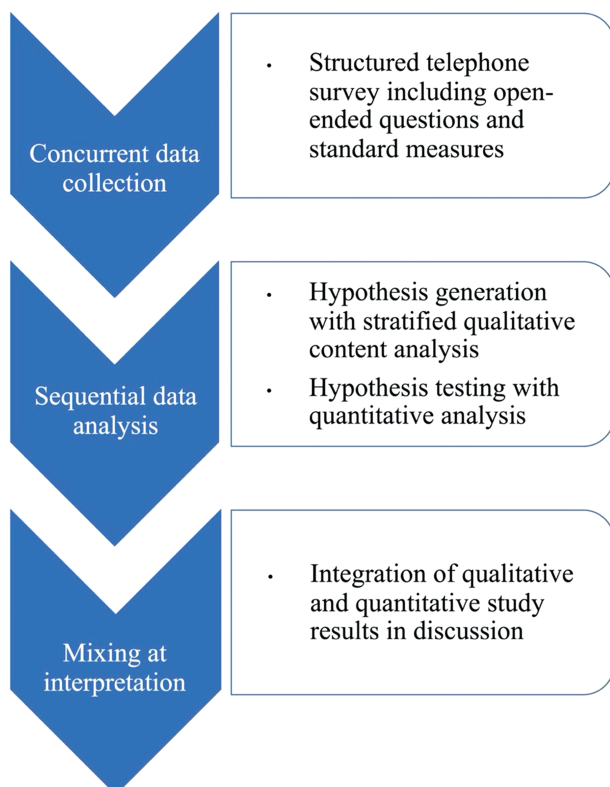 Concurrent data
collection
• Structured telephone
survey including open-
ended questions and
standard measures
Sequential data
analysis
• Hypothesis generation
with stratified qualitative
content analysis
• Hypothesis testing with
quantitative analysis
Mixing at
interpretation
• Integration of qualitative
and quantitative study
results in discussion